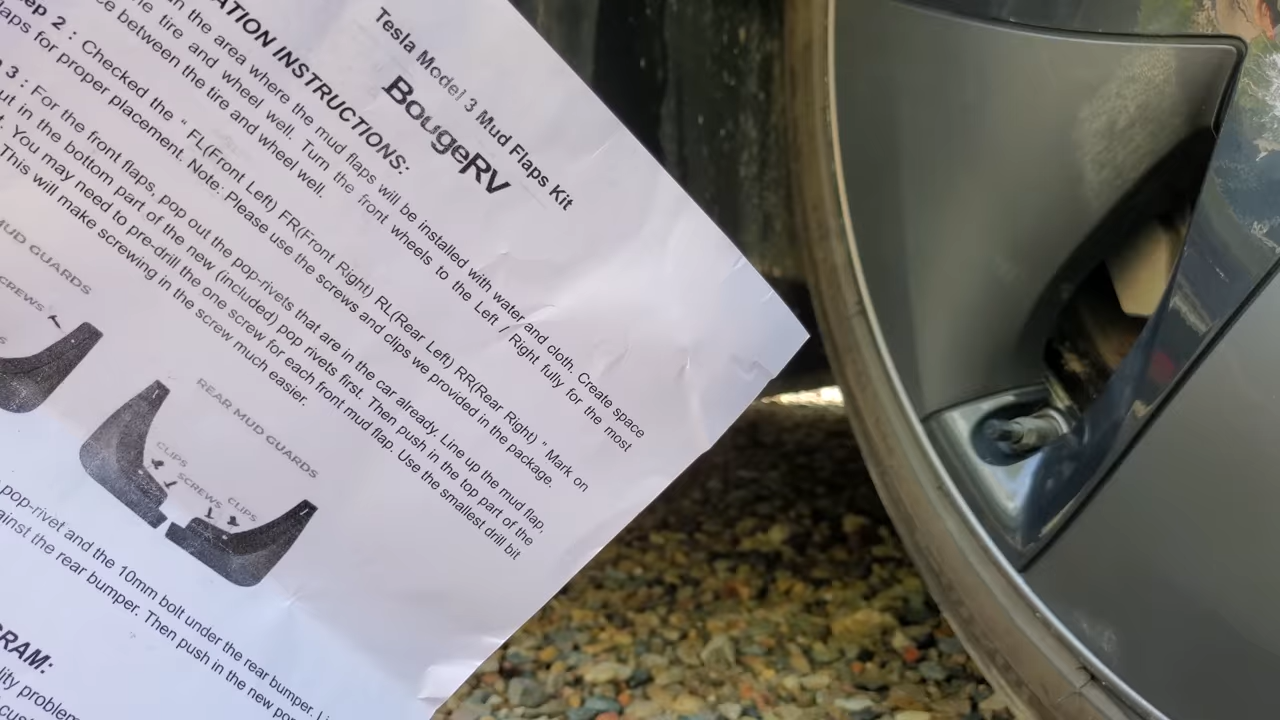 Tesla Model 3 Mud Flaps Kit
BougeRV
ATION INSTRUCTIONS:
the area where the mud flaps will be installed with water and cloth. Create space
tire and wheel well. Turn the front wheels to the Left / Right fully for the most
between the tire and wheel well.
2 : Checked the “ FL(Front Left) FR(Front Right) RL(Rear Left) RR(Rear Right) ” Mark on
flaps for proper placement. Note: Please use the screws and clips we provided in the package.
3 : For the front flaps, pop out the pop-rivets that are in the car already. Line up the mud flap,
in the bottom part of the new (included) pop rivets first. Then push in the top part of the
You may need to pre-drill the one screw for each front mud flap. Use the smallest drill bit
This will make screwing in the screw much easier.
MUD GUARDS
SCREWS
REAR MUD GUARDS
CLIPS
SCREWS
CLIPS
pop-rivet and the 10mm bolt under the rear bumper.
the rear bumper. Then push in the new
RAM:
problem